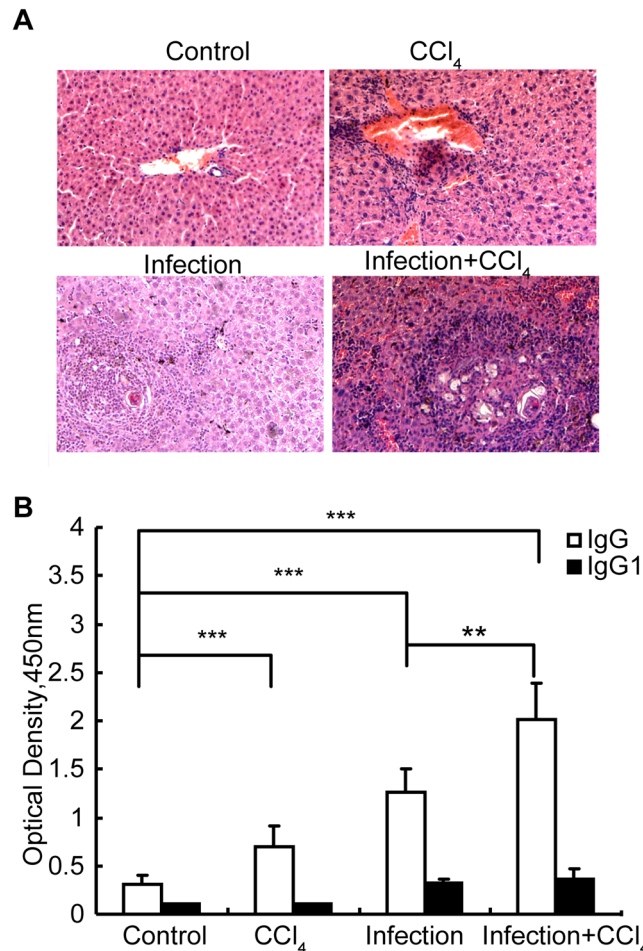 A
Control
CCl₄
Infection
Infection+CCl₄
B
Optical Density,450nm
4
3.5
3
2.5
2
1.5
1
0.5
0
***
***
***
**
IgG
IgG1
Control
CCl₄
Infection
Infection+CCl₄